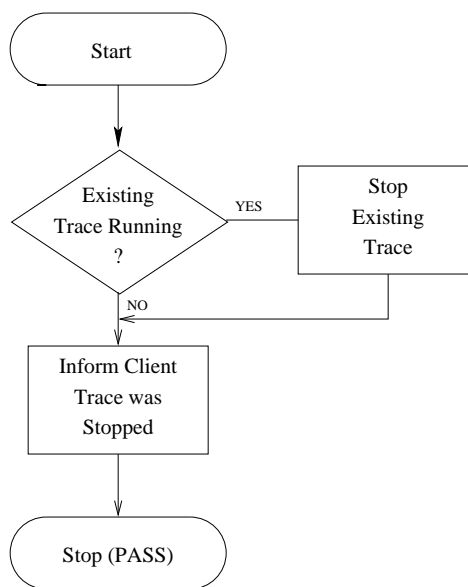 Start
Existing
Trace Running
?
YES
Stop
Existing
Trace
NO
Inform Client
Trace was
Stopped
Stop (PASS)